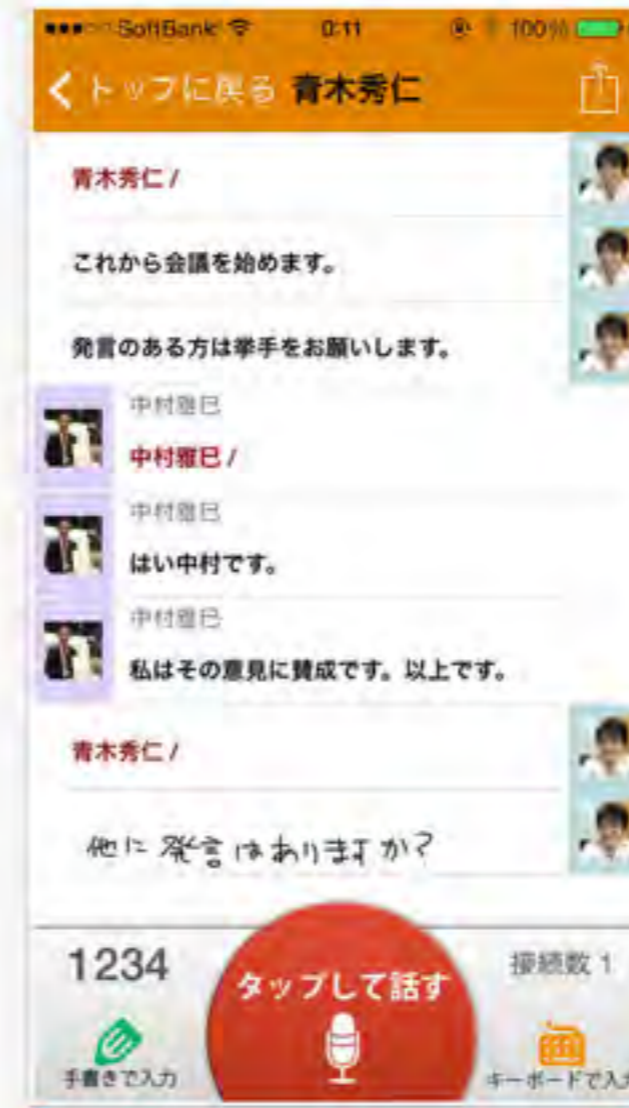 SoftBank 0:11 100%
トップに戻る 青木秀仁
青木秀仁 /
これから会議を始めます。
発言のある方は挙手をお願いします。
中村雅巳
中村雅巳 /
中村雅巳
はい中村です。
中村雅巳
私はその意見に賛成です。以上です。
青木秀仁 /
他に発言はありますか?
1234
タップして話す
接続数 1
手書きで入力
キーボードで入力